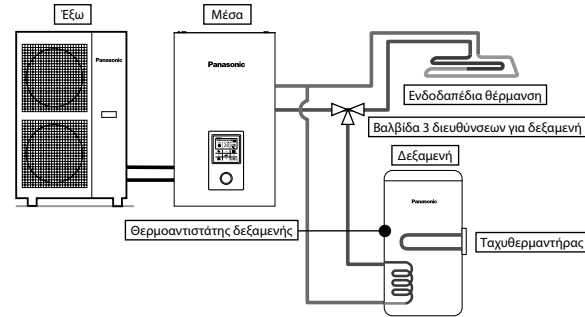 Έξω
Μέσα
Panasonic
Panasonic
Ενδοδαπέδια θέρμανση
Βαλβίδα 3 διευθύνσεων για δεξαμενή
Δεξαμενή
Panasonic
Θερμοαντιστάτης δεξαμενής
Ταχυθερμαντήρας